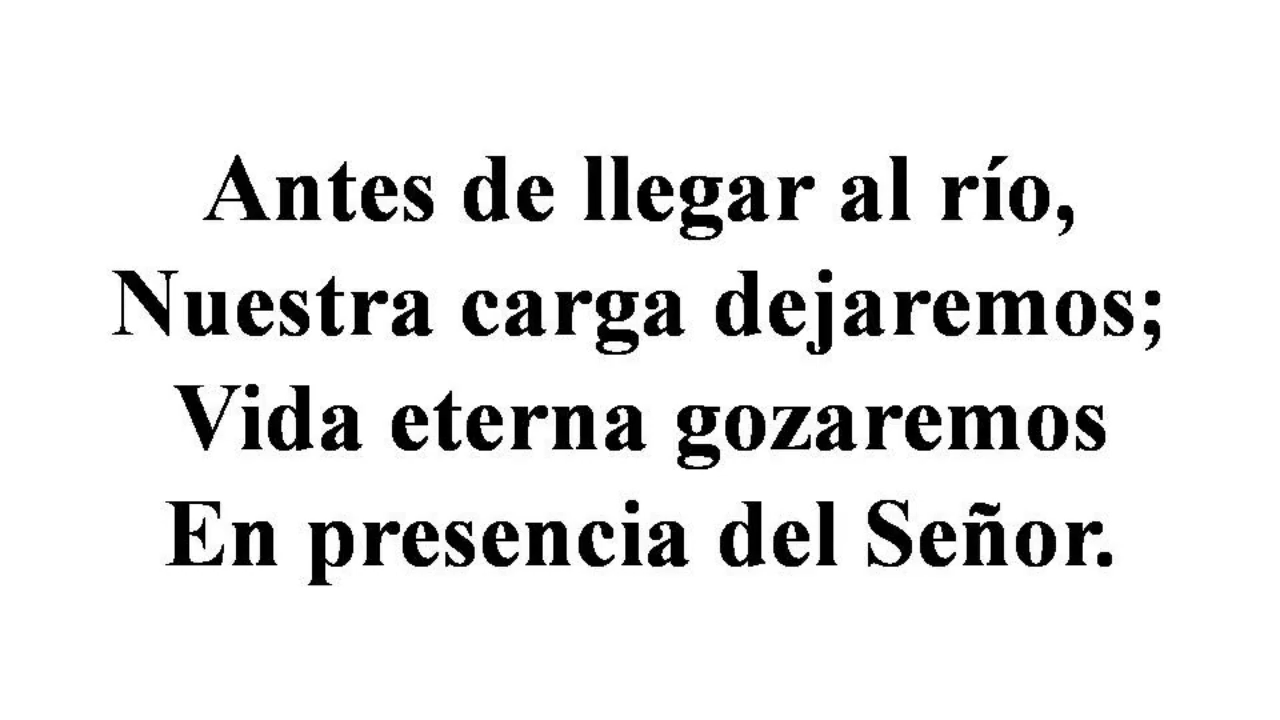 Antes de llegar al río,
Nuestra carga dejaremos;
Vida eterna gozaremos
En presencia del Señor.